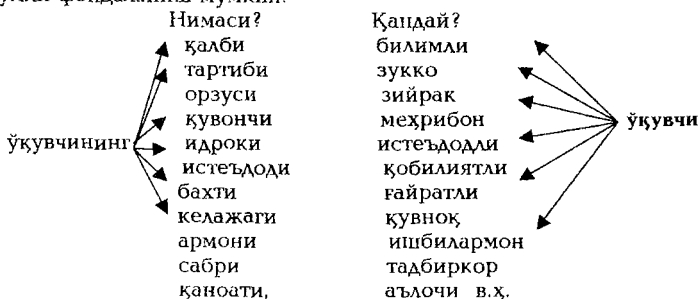 Нимаси? Қандай?
қалби билимли
тартиби зукко
орзуси зийрак
қувончи меҳрибон ўқувчи
ўқувчининг идроки истеъдодли
истеъдоди қобилиятли
бахти ғайратли
келажаги қувноқ
армони ишбилармон
сабри тадбиркор
қаноати, аълочи в.ҳ.